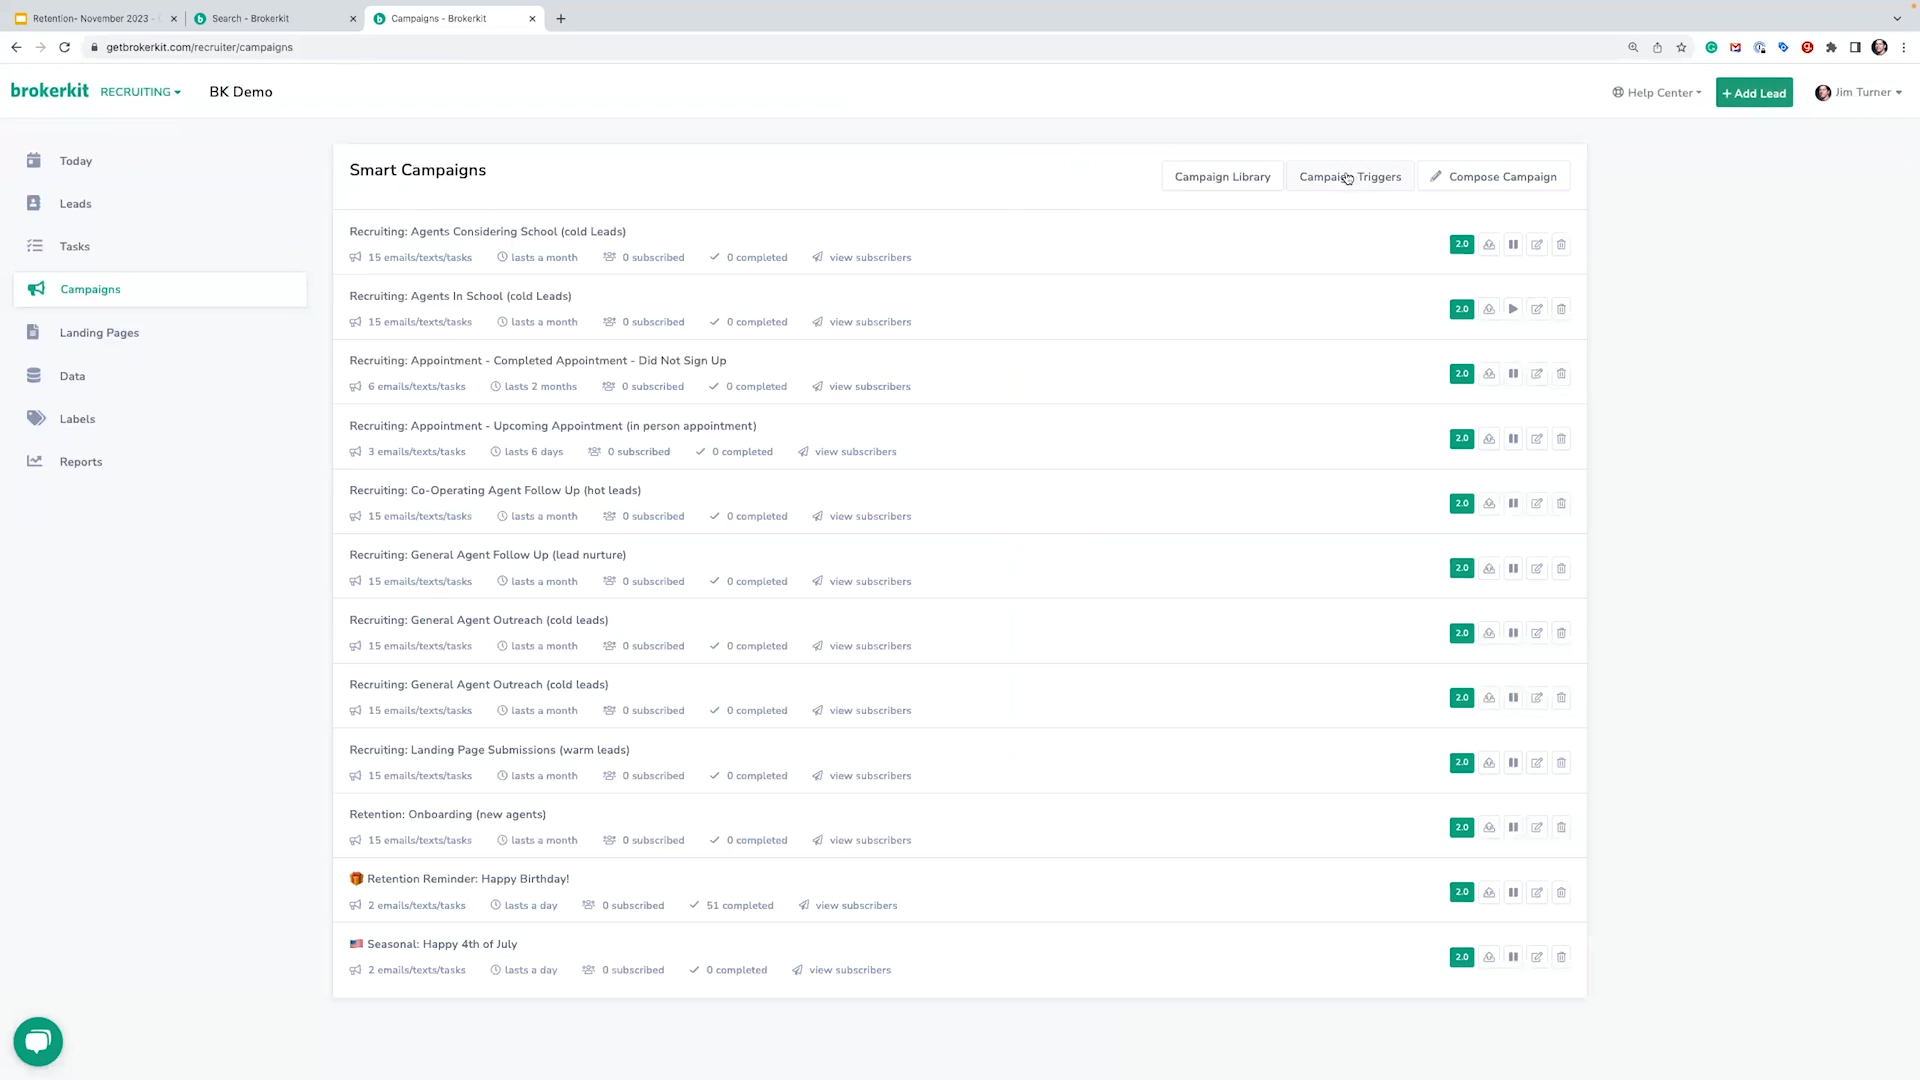 Retention- November 2023 -
Search - Brokerkit
Campaigns - Brokerkit
getbrokerkit.com/recruiter/campaigns
brokerkit RECRUITING BK Demo
Help Center
+ Add Lead
Jim Turner
Today
Leads
Tasks
Campaigns
Landing Pages
Data
Labels
Reports
Smart Campaigns
Campaign Library
Campaign Triggers
Compose Campaign
Recruiting: Agents Considering School (cold Leads)
15 emails/texts/tasks lasts a month 0 subscribed 0 completed view subscribers
2.0
Recruiting: Agents In School (cold Leads)
15 emails/texts/tasks lasts a month 0 subscribed 0 completed view subscribers
2.0
Recruiting: Appointment - Completed Appointment - Did Not Sign Up
6 emails/texts/tasks lasts 2 months 0 subscribed 0 completed view subscribers
2.0
Recruiting: Appointment - Upcoming Appointment (in person appointment)
3 emails/texts/tasks lasts 6 days 0 subscribed 0 completed view subscribers
2.0
Recruiting: Co-Operating Agent Follow Up (hot leads)
15 emails/texts/tasks lasts a month 0 subscribed 0 completed view subscribers
2.0
Recruiting: General Agent Follow Up (lead nurture)
15 emails/texts/tasks lasts a month 0 subscribed 0 completed view subscribers
2.0
Recruiting: General Agent Outreach (cold leads)
15 emails/texts/tasks lasts a month 0 subscribed 0 completed view subscribers
2.0
Recruiting: General Agent Outreach (cold leads)
15 emails/texts/tasks lasts a month 0 subscribed 0 completed view subscribers
2.0
Recruiting: Landing Page Submissions (warm leads)
15 emails/texts/tasks lasts a month 0 subscribed 0 completed view subscribers
2.0
Retention: Onboarding (new agents)
15 emails/texts/tasks lasts a month 0 subscribed 0 completed view subscribers
2.0
🎁 Retention Reminder: Happy Birthday!
2 emails/texts/tasks lasts a day 0 subscribed 51 completed view subscribers
2.0
🇺🇸 Seasonal: Happy 4th of July
2 emails/texts/tasks lasts a day 0 subscribed 0 completed view subscribers
2.0